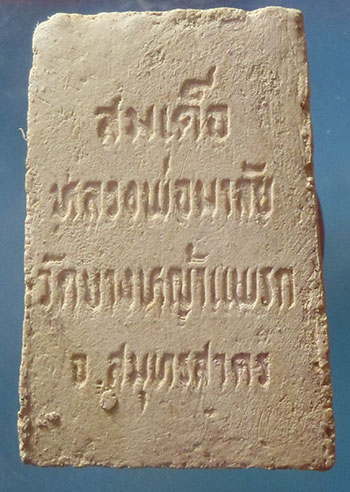 สมเด็จ
หลวงพ่อมาลัย
วัดบางหญ้าแพรก
จ.สมุทรสาคร